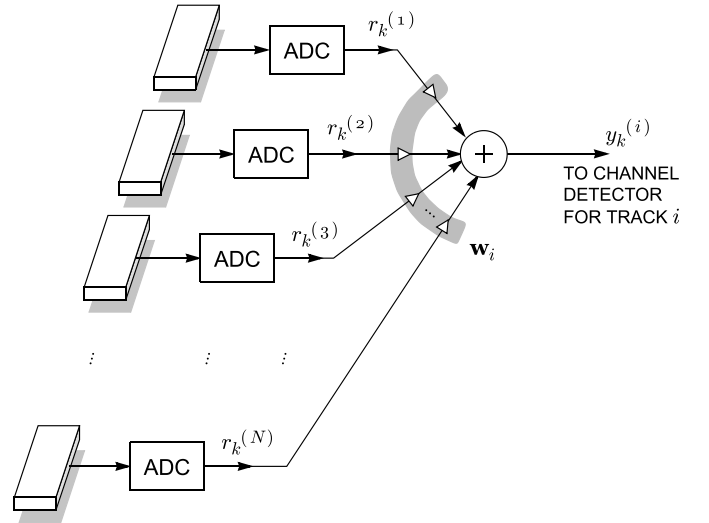 ADC
r_k^{(1)}
ADC
r_k^{(2)}
+
y_k^{(i)}
TO CHANNEL
DETECTOR
FOR TRACK i
ADC
r_k^{(3)}
...
w_i
⋮ ⋮ ⋮
ADC
r_k^{(N)}